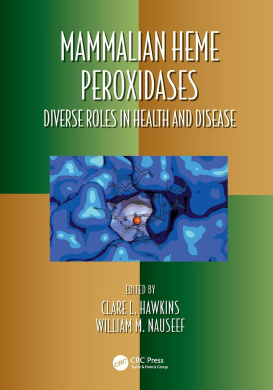 MAMMALIAN HEME
PEROXIDASES
DIVERSE ROLES IN HEALTH AND DISEASE
EDITED BY
CLARE L. HAWKINS
WILLIAM M. NAUSEEF
CRC
CRC Press
Taylor & Francis Group